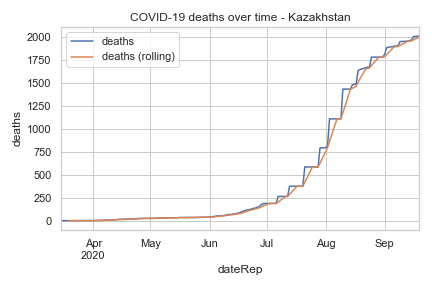 COVID-19 deaths over time - Kazakhstan
deaths
deaths (rolling)
2000
1750
1500
1250
1000
750
500
250
0
deaths
Apr
2020
May
Jun
Jul
Aug
Sep
dateRep